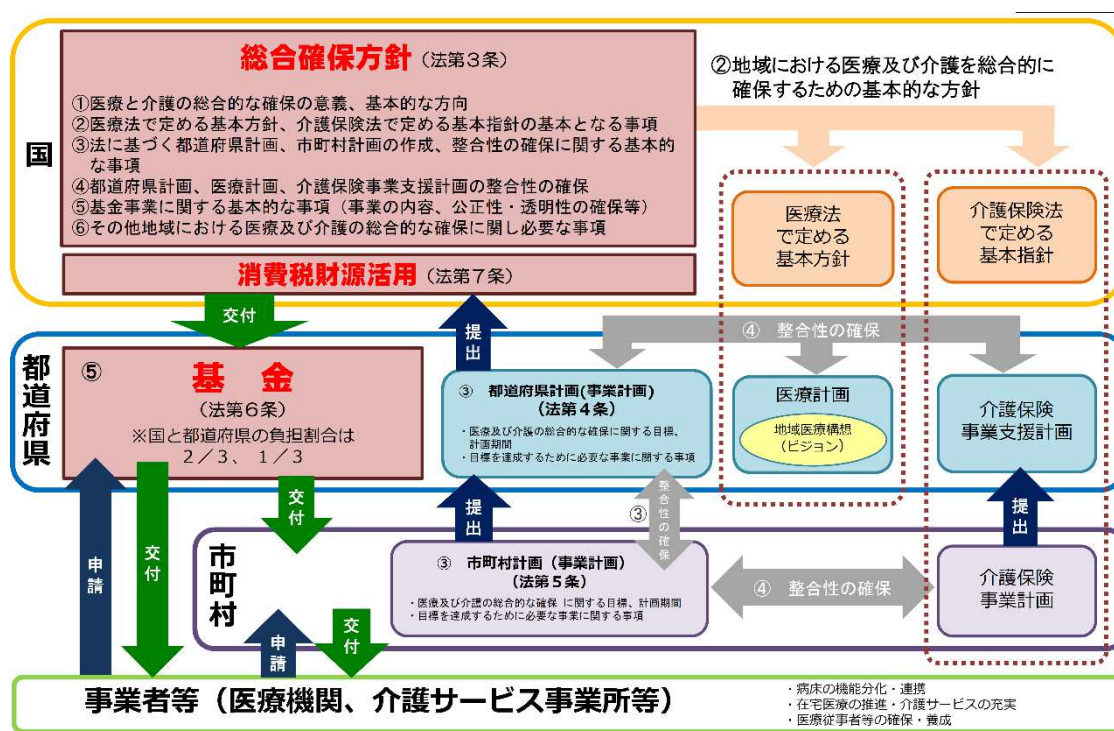 国
総合確保方針(法第3条)
①医療と介護の総合的な確保の意義、基本的な方向
②医療法で定める基本方針、介護保険法で定める基本指針の基本となる事項
③法に基づく都道府県計画、市町村計画の作成、整合性の確保に関する基本的
な事項
④都道府県計画、医療計画、介護保険事業支援計画の整合性の確保
⑤基金事業に関する基本的な事項(事業の内容、公正性・透明性の確保等)
⑥その他地域における医療及び介護の総合的な確保に関し必要な事項
消費税財源活用(法第7条)
②地域における医療及び介護を総合的に
確保するための基本的な方針
医療法
で定める
基本方針
介護保険法
で定める
基本指針
交付
提出
④ 整合性の確保
都道府県
⑤
基 金
(法第6条)
※国と都道府県の負担割合は
2/3、1/3
③ 都道府県計画(事業計画)
(法第4条)
・医療及び介護の総合的な確保に関する目標、
計画期間
・目標を達成するために必要な事業に関する事項
医療計画
地域医療構想
(ビジョン)
介護保険
事業支援計画
申請
交付
交付
提出
③
整合性の確保
提出
市町村
③ 市町村計画(事業計画)
(法第5条)
・医療及び介護の総合的な確保 に関する目標、計画期間
・目標を達成するために必要な事業に関する事項
④ 整合性の確保
介護保険
事業計画
申請
交付
事業者等(医療機関、介護サービス事業所等)
・病床の機能分化・連携
・在宅医療の推進・介護サービスの充実
・医療従事者等の確保・養成